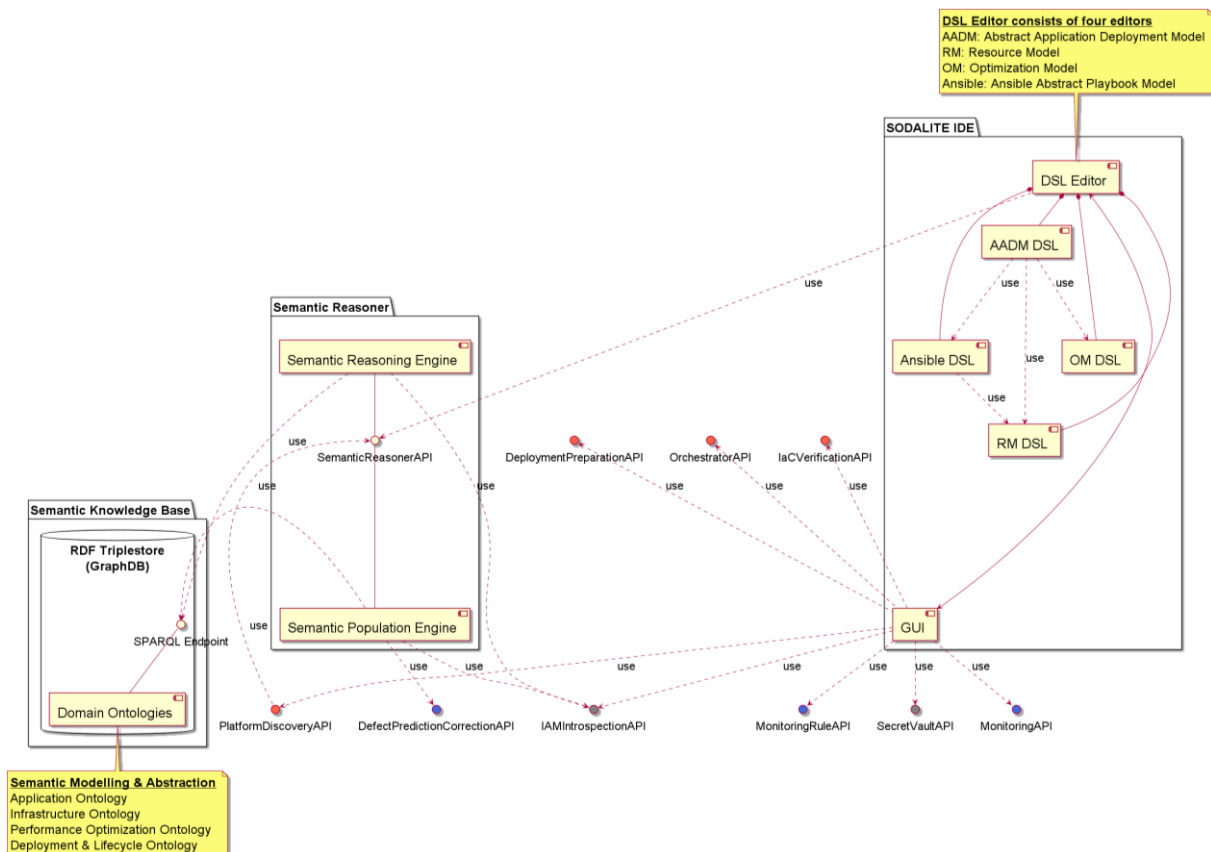 DSL Editor consists of four editors
AADM: Abstract Application Deployment Model
RM: Resource Model
OM: Optimization Model
Ansible: Ansible Abstract Playbook Model
SODALITE IDE
DSL Editor
AADM DSL
use
use
use
use
Ansible DSL
OM DSL
use
RM DSL
Semantic Reasoner
Semantic Reasoning Engine
use
SemanticReasonerAPI
DeploymentPreparationAPI
OrchestratorAPI
IaCVerificationAPI
use
use
use
use
use
Semantic Knowledge Base
RDF Triplestore
(GraphDB)
SPARQL Endpoint
Domain Ontologies
use
Semantic Population Engine
GUI
use
use
use
use
use
use
use
use
PlatformDiscoveryAPI
DefectPredictionCorrectionAPI
IAMIntrospectionAPI
MonitoringRuleAPI
SecretVaultAPI
MonitoringAPI
Semantic Modelling & Abstraction
Application Ontology
Infrastructure Ontology
Performance Optimization Ontology
Deployment & Lifecycle Ontology